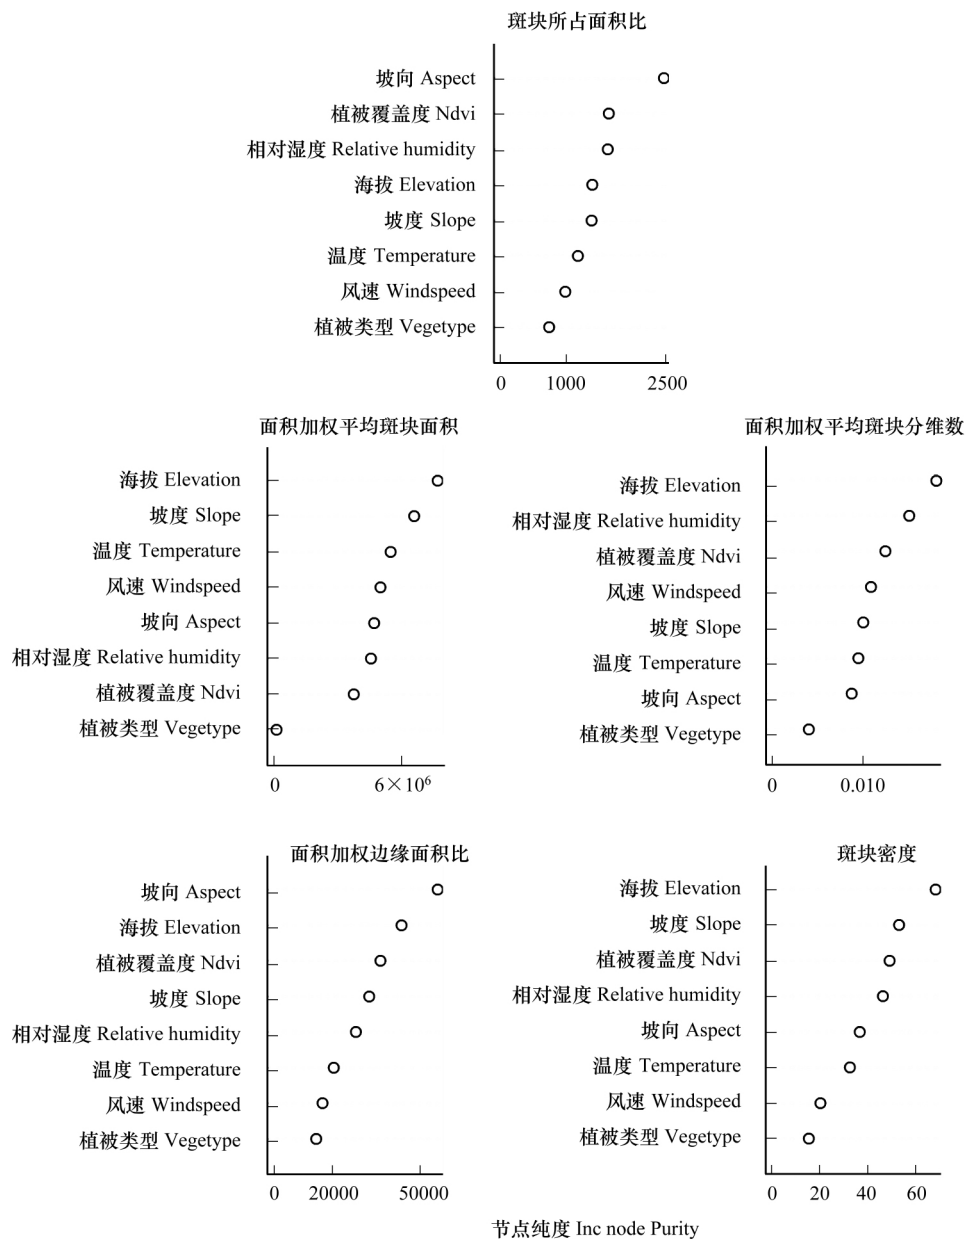 斑块所占面积比
坡向 Aspect
植被覆盖度 Ndvi
相对湿度 Relative humidity
海拔 Elevation
坡度 Slope
温度 Temperature
风速 Windspeed
植被类型 Vegetype
0 1000 2500
面积加权平均斑块面积
海拔 Elevation
坡度 Slope
温度 Temperature
风速 Windspeed
坡向 Aspect
相对湿度 Relative humidity
植被覆盖度 Ndvi
植被类型 Vegetype
0 6×10⁶
面积加权平均斑块分维数
海拔 Elevation
相对湿度 Relative humidity
植被覆盖度 Ndvi
风速 Windspeed
坡度 Slope
温度 Temperature
坡向 Aspect
植被类型 Vegetype
0 0.010
面积加权边缘面积比
坡向 Aspect
海拔 Elevation
植被覆盖度 Ndvi
坡度 Slope
相对湿度 Relative humidity
温度 Temperature
风速 Windspeed
植被类型 Vegetype
0 20000 50000
斑块密度
海拔 Elevation
坡度 Slope
植被覆盖度 Ndvi
相对湿度 Relative humidity
坡向 Aspect
温度 Temperature
风速 Windspeed
植被类型 Vegetype
0 20 40 60
节点纯度 Inc node Purity